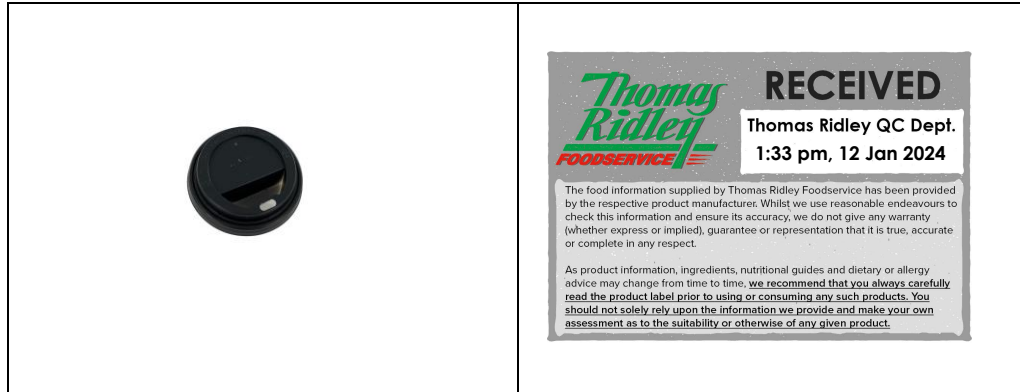 Thomas
Ridley
FOODSERVICE
RECEIVED
Thomas Ridley QC Dept.
1:33 pm, 12 Jan 2024
The food information supplied by Thomas Ridley Foodservice has been provided
by the respective product manufacturer. Whilst we use reasonable endeavours to
check this information and ensure its accuracy, we do not give any warranty
(whether express or implied), guarantee or representation that it is true, accurate
or complete in any respect.
As product information, ingredients, nutritional guides and dietary or allergy
advice may change from time to time, we recommend that you always carefully
read the product label prior to using or consuming any such products. You
should not solely rely upon the information we provide and make your own
assessment as to the suitability or otherwise of any given product.